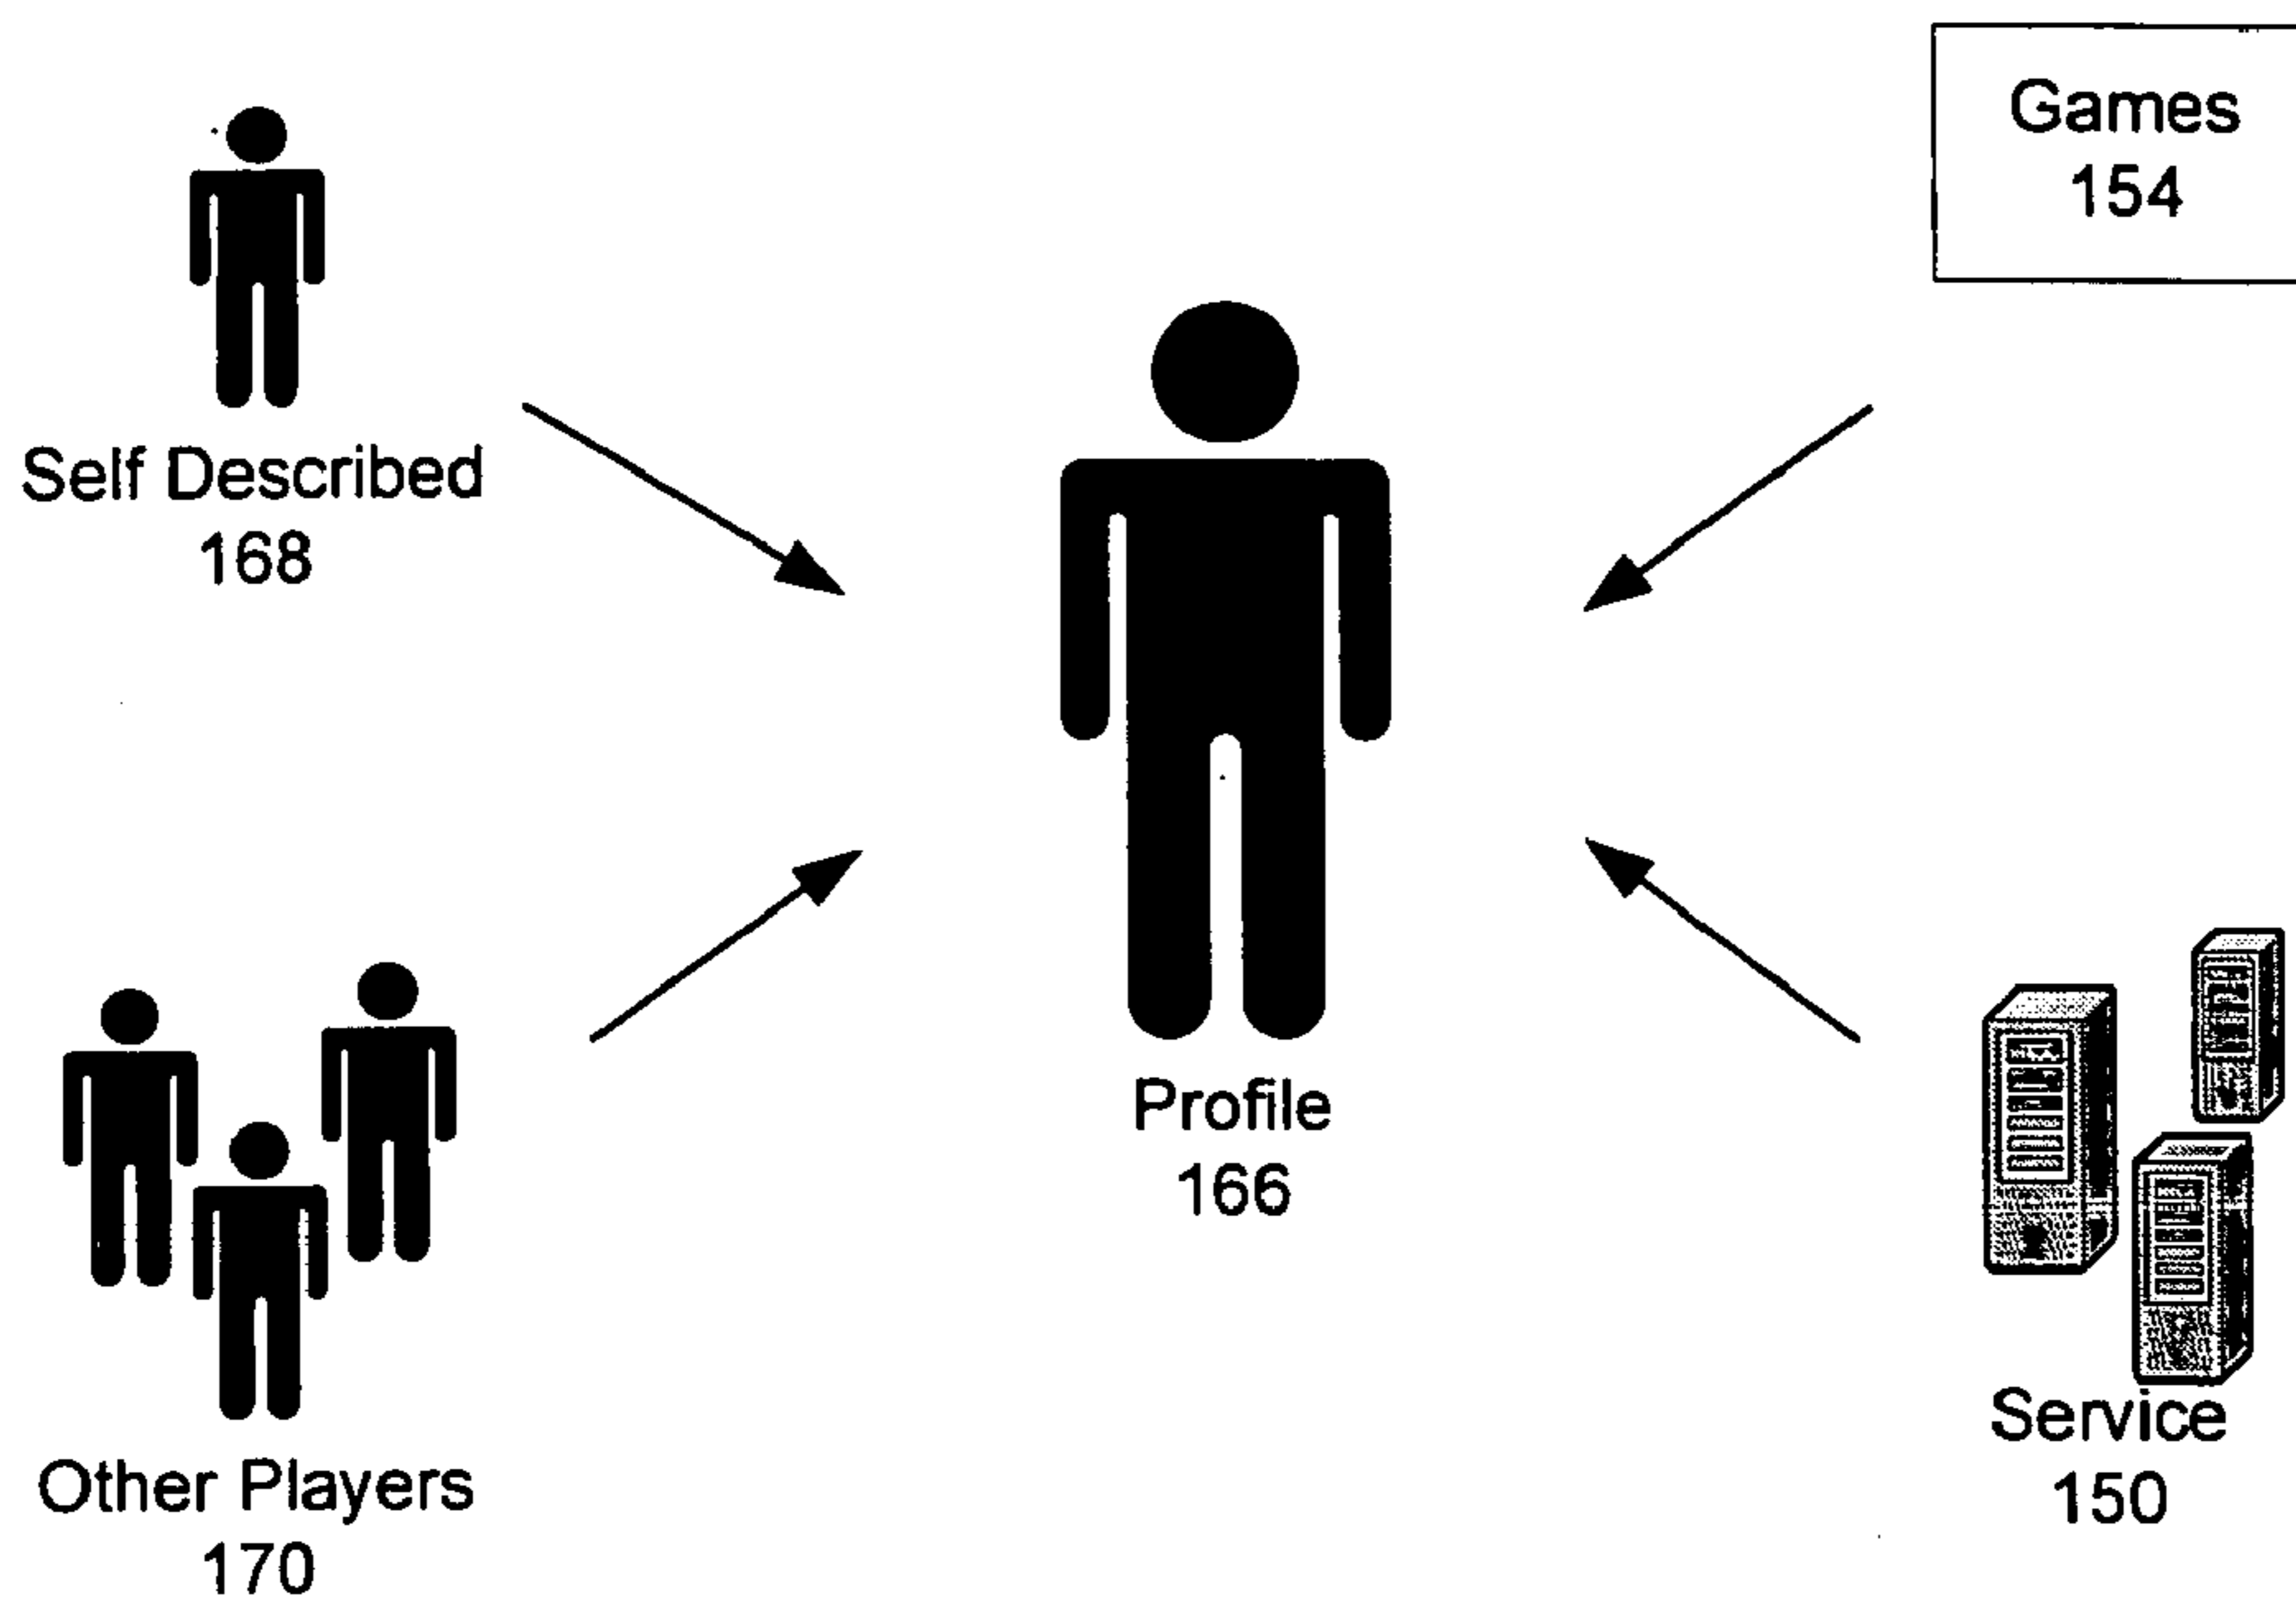 Games
154
Self Described
168
Profile
166
Service
150
Other Players
170